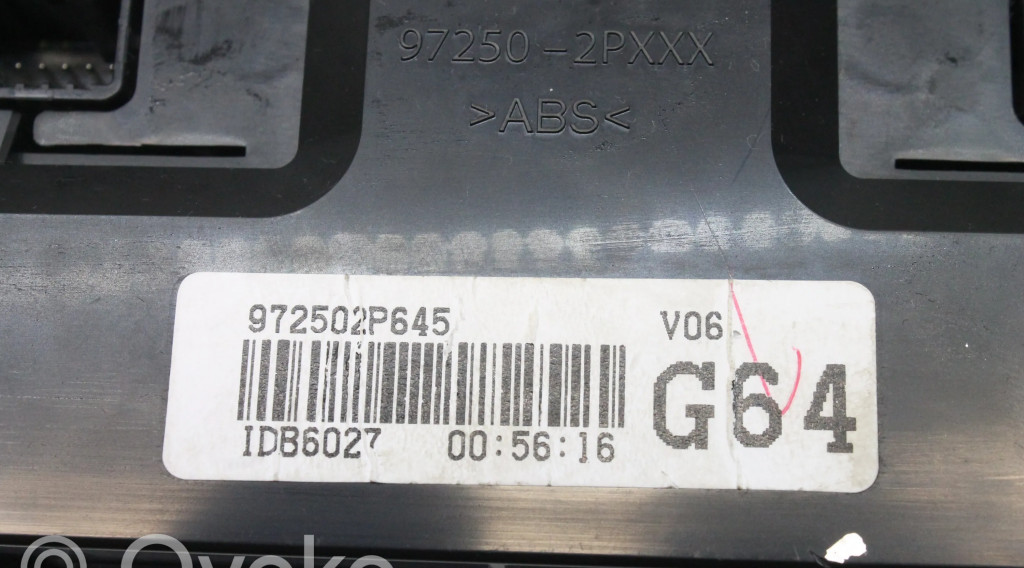 97250-2PXXX
>ABS<
972502P645
V06
G64
IDB6027 00:56:16